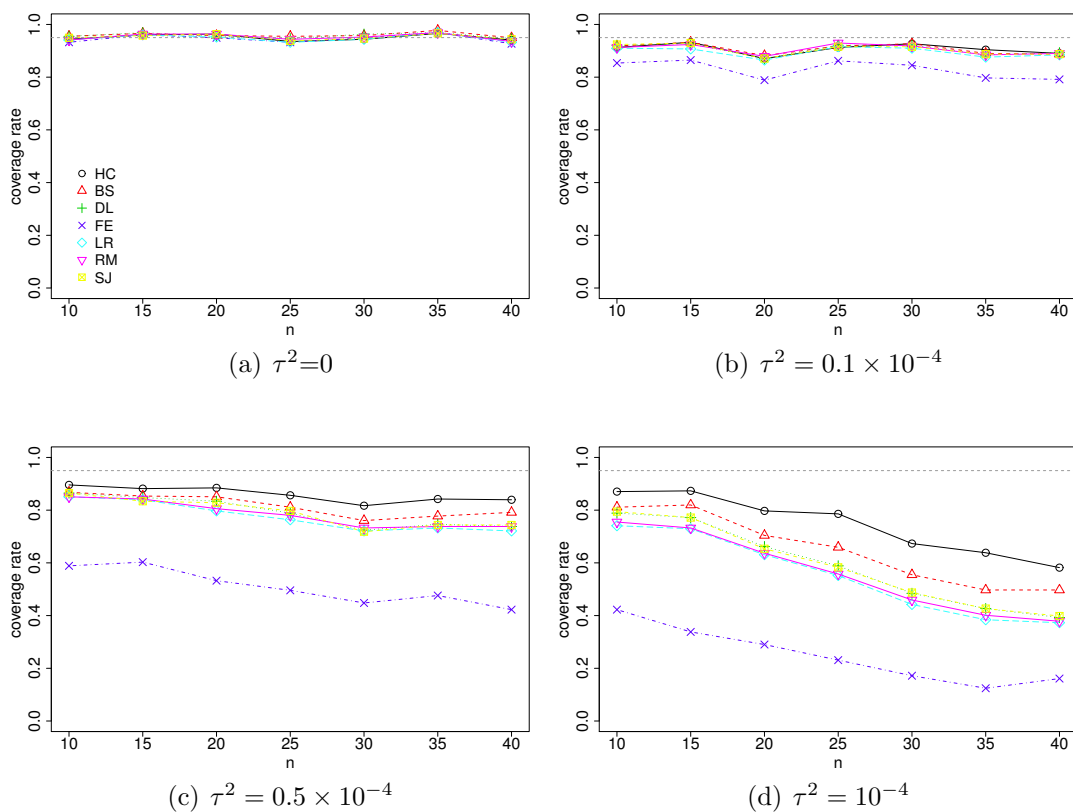 coverage rate
0.0 0.2 0.4 0.6 0.8 1.0
HC
BS
DL
FE
LR
RM
SJ
10 15 20 25 30 35 40
n
(a) τ²=0
coverage rate
0.0 0.2 0.4 0.6 0.8 1.0
10 15 20 25 30 35 40
n
(b) τ² = 0.1 × 10⁻⁴
coverage rate
0.0 0.2 0.4 0.6 0.8 1.0
10 15 20 25 30 35 40
n
(c) τ² = 0.5 × 10⁻⁴
coverage rate
0.0 0.2 0.4 0.6 0.8 1.0
10 15 20 25 30 35 40
n
(d) τ² = 10⁻⁴